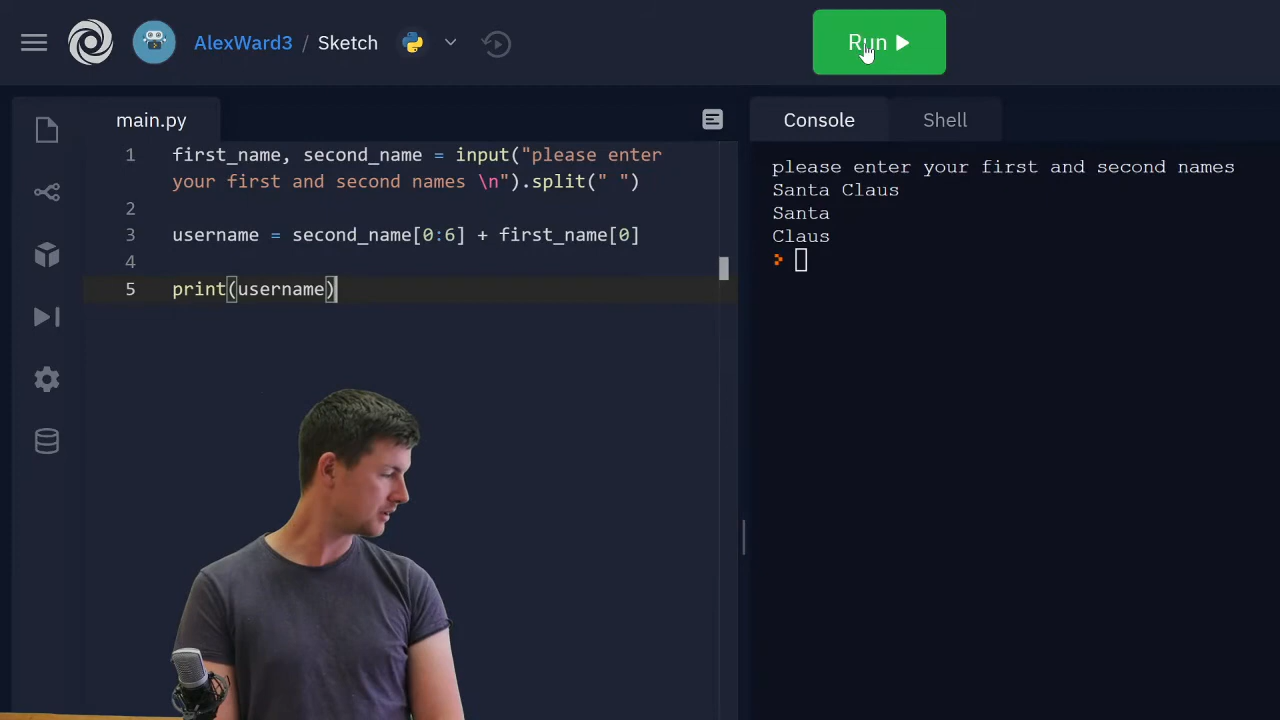 AlexWard3 / Sketch
Run
main.py
Console
Shell
1 first_name, second_name = input("please enter
your first and second names \n").split(" ")
2
3 username = second_name[0:6] + first_name[0]
4
5 print(username)
please enter your first and second names
Santa Claus
Santa
Claus